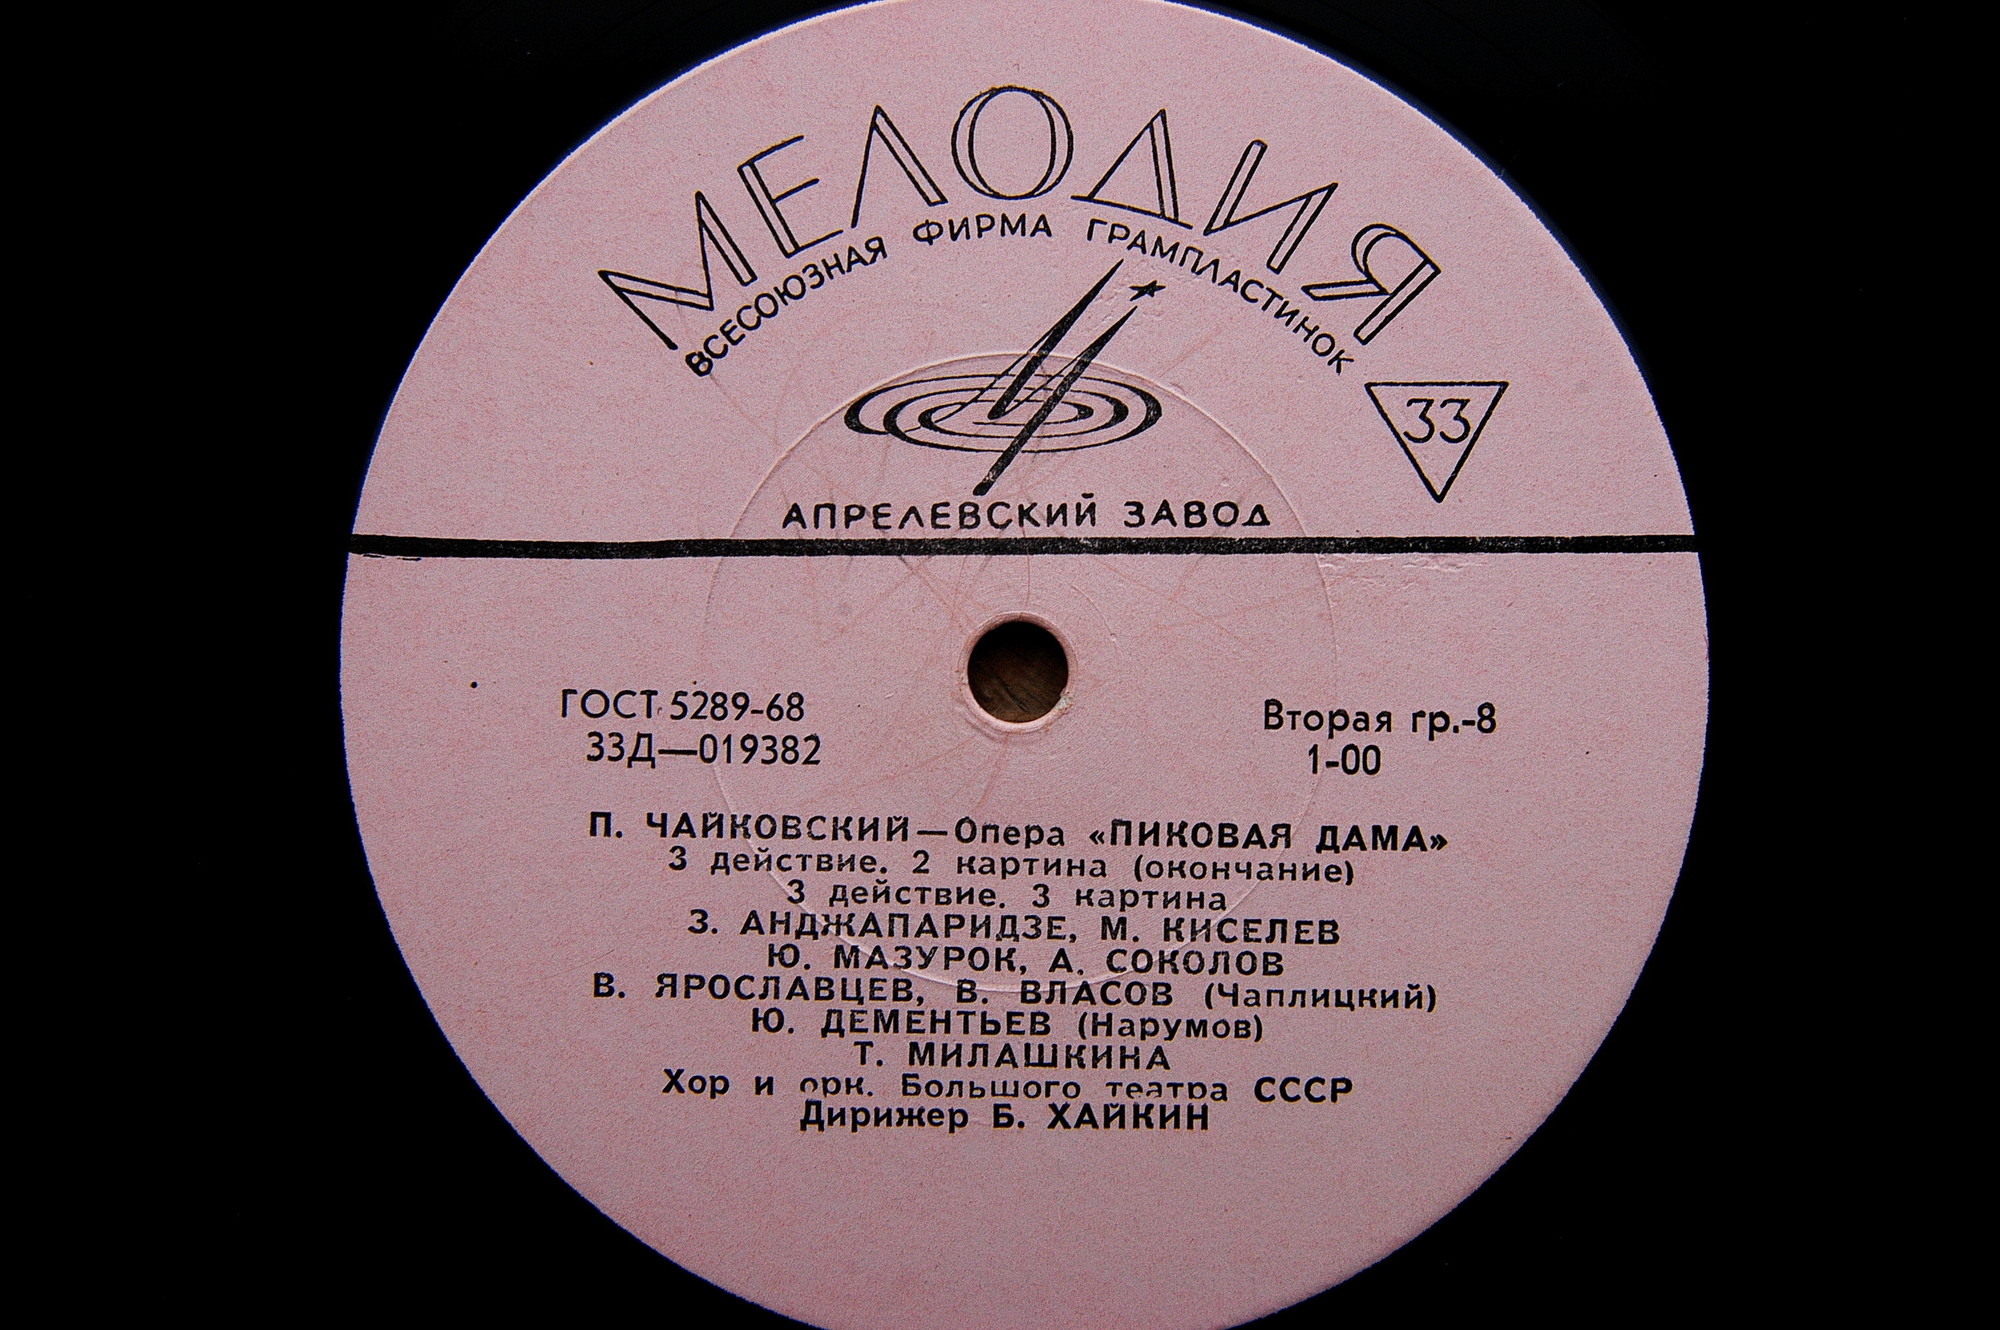 МЕЛОДИЯ
ВСЕСОЮЗНАЯ ФИРМА ГРАМПЛАСТИНОК
33
АПРЕЛЕВСКИЙ ЗАВОД
ГОСТ 5289-68
Вторая гр.-8
33Д—019382
1-00
П. ЧАЙКОВСКИЙ—Опера «ПИКОВАЯ ДАМА»
3 действие. 2 картина (окончание)
3 действие. 3 картина
З. АНДЖАПАРИДЗЕ, М. КИСЕЛЕВ
Ю. МАЗУРОК, А. СОКОЛОВ
В. ЯРОСЛАВЦЕВ, В. ВЛАСОВ (Чаплицкий)
Ю. ДЕМЕНТЬЕВ (Нарумов)
Т. МИЛАШКИНА
Хор и орк. Большого театра СССР
Дирижер Б. ХАЙКИН